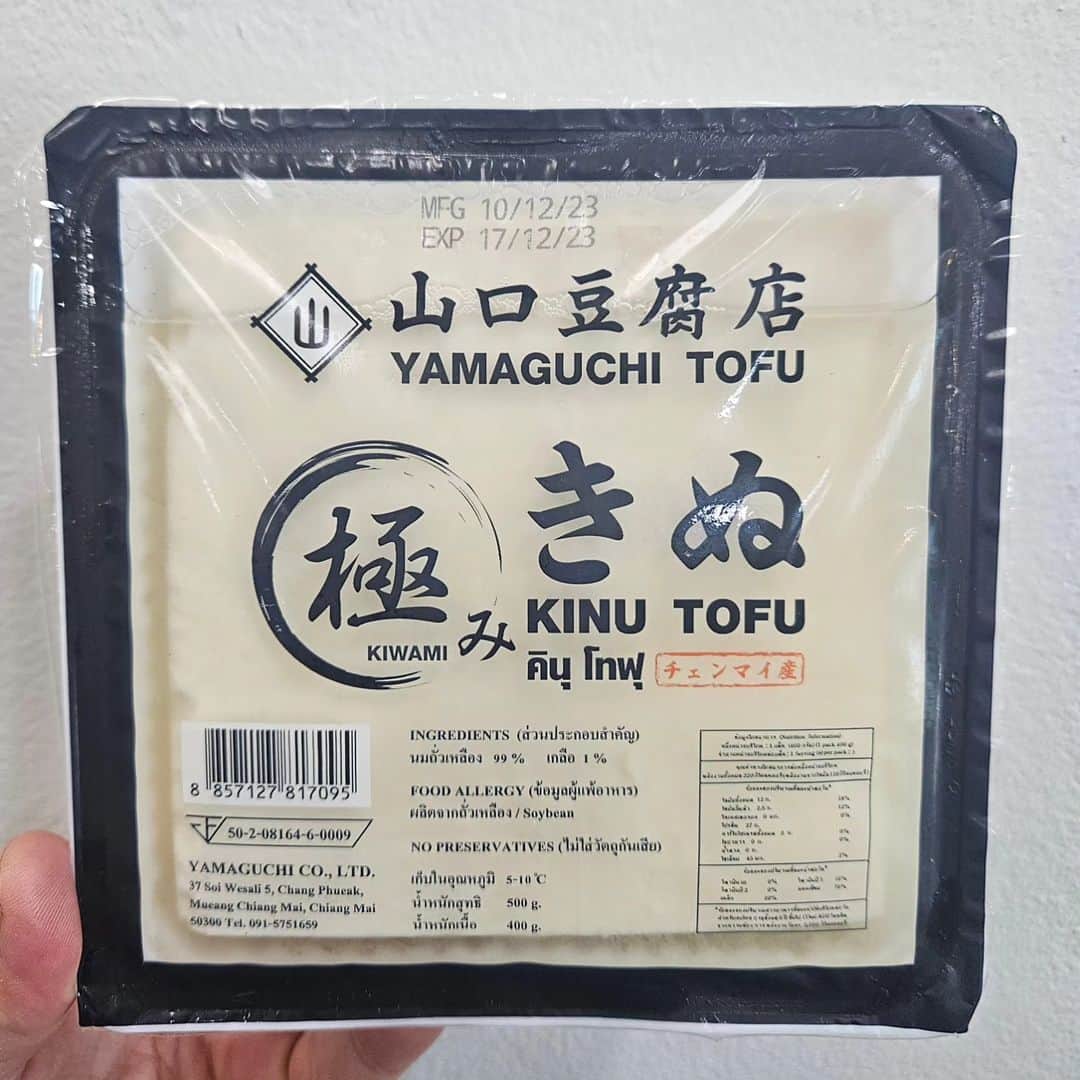 MFG 10/12/23
EXP 17/12/23
山
山口豆腐店
YAMAGUCHI TOFU
極み
KIWAMI
きぬ
KINU TOFU
คินุ โทฟุ
チェンマイ産
8 857127 817095
50-2-08164-6-0009
YAMAGUCHI CO., LTD.
37 Soi Wesali 5, Chang Phueak,
Mueang Chiang Mai, Chiang Mai
50300 Tel. 091-5751659
INGREDIENTS (ส่วนประกอบสำคัญ)
นมถั่วเหลือง 99 % เกลือ 1 %
FOOD ALLERGY (ข้อมูลผู้แพ้อาหาร)
ผลิตจากถั่วเหลือง / Soybean
NO PRESERVATIVES (ไม่ใส่วัตถุกันเสีย)
เก็บในอุณหภูมิ 5-10 ํC
น้ำหนักสุทธิ 500 g.
น้ำหนักเนื้อ 400 g.